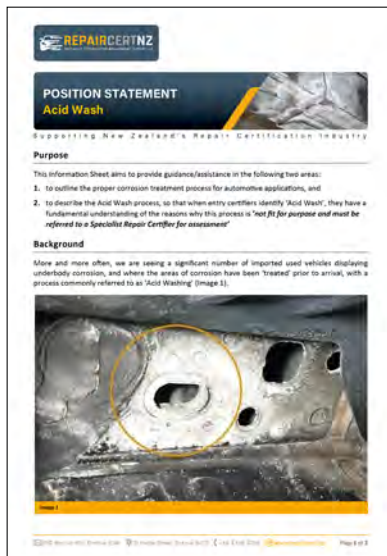 REPAIRCERTNZ
POSITION STATEMENT
Acid Wash
Supporting New Zealand's Repair Certification Industry
Purpose
This Information Sheet aims to provide guidance/assistance in the following two areas:
1. to outline the proper corrosion treatment process for automotive applications, and
2. to describe the Acid Wash process, so that when entry certifiers identify 'Acid Wash', they have a
fundamental understanding of the reasons why this process is 'not fit for purpose and must be
referred to a Specialist Repair Certifier for assessment'
Background
More and more often, we are seeing a significant number of imported used vehicles displaying
underbody corrosion, and where the areas of corrosion have been 'treated' prior to arrival, with a
process commonly referred to as 'Acid Washing' (Image 1).
Image 1
Page 1 of 3